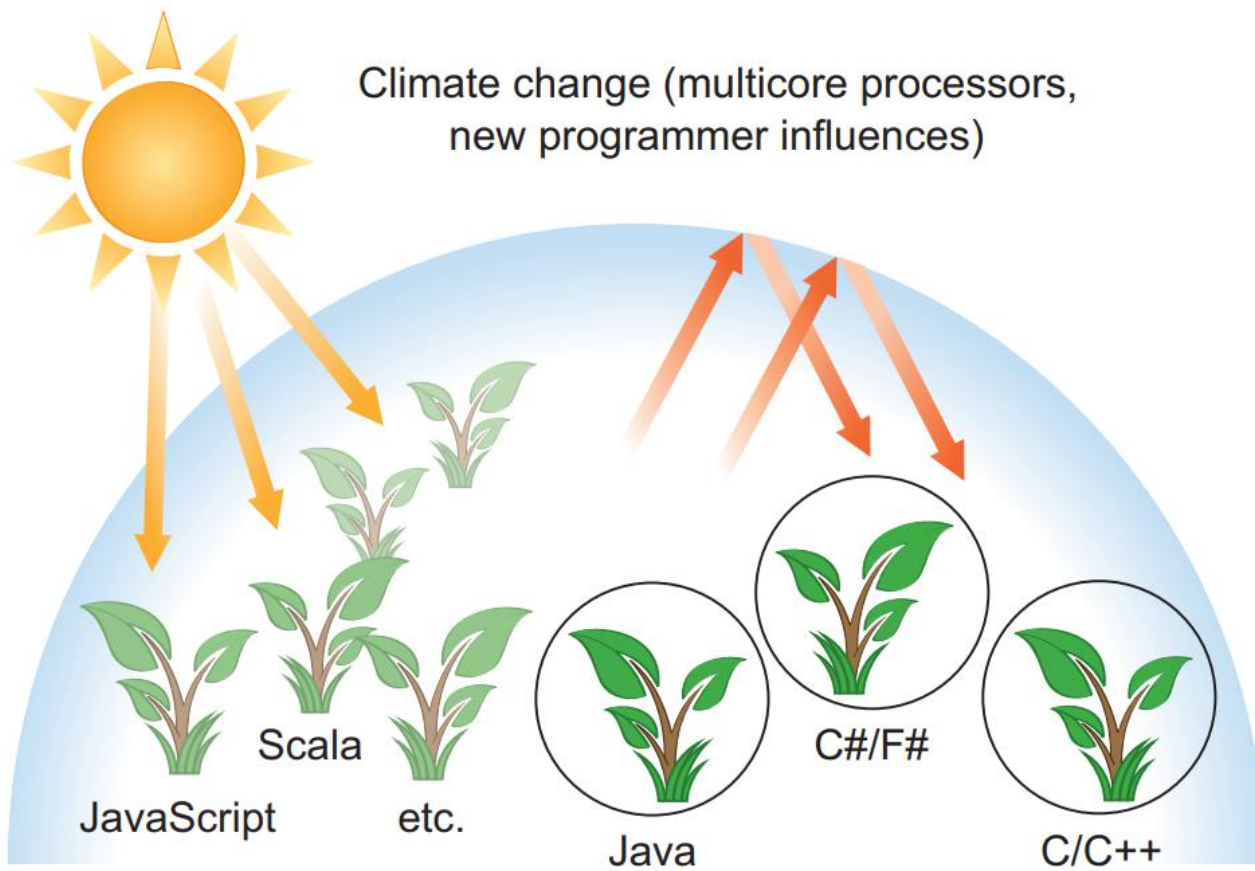 Climate change (multicore processors,
new programmer influences)
Scala
C#/F#
JavaScript
etc.
Java
C/C++